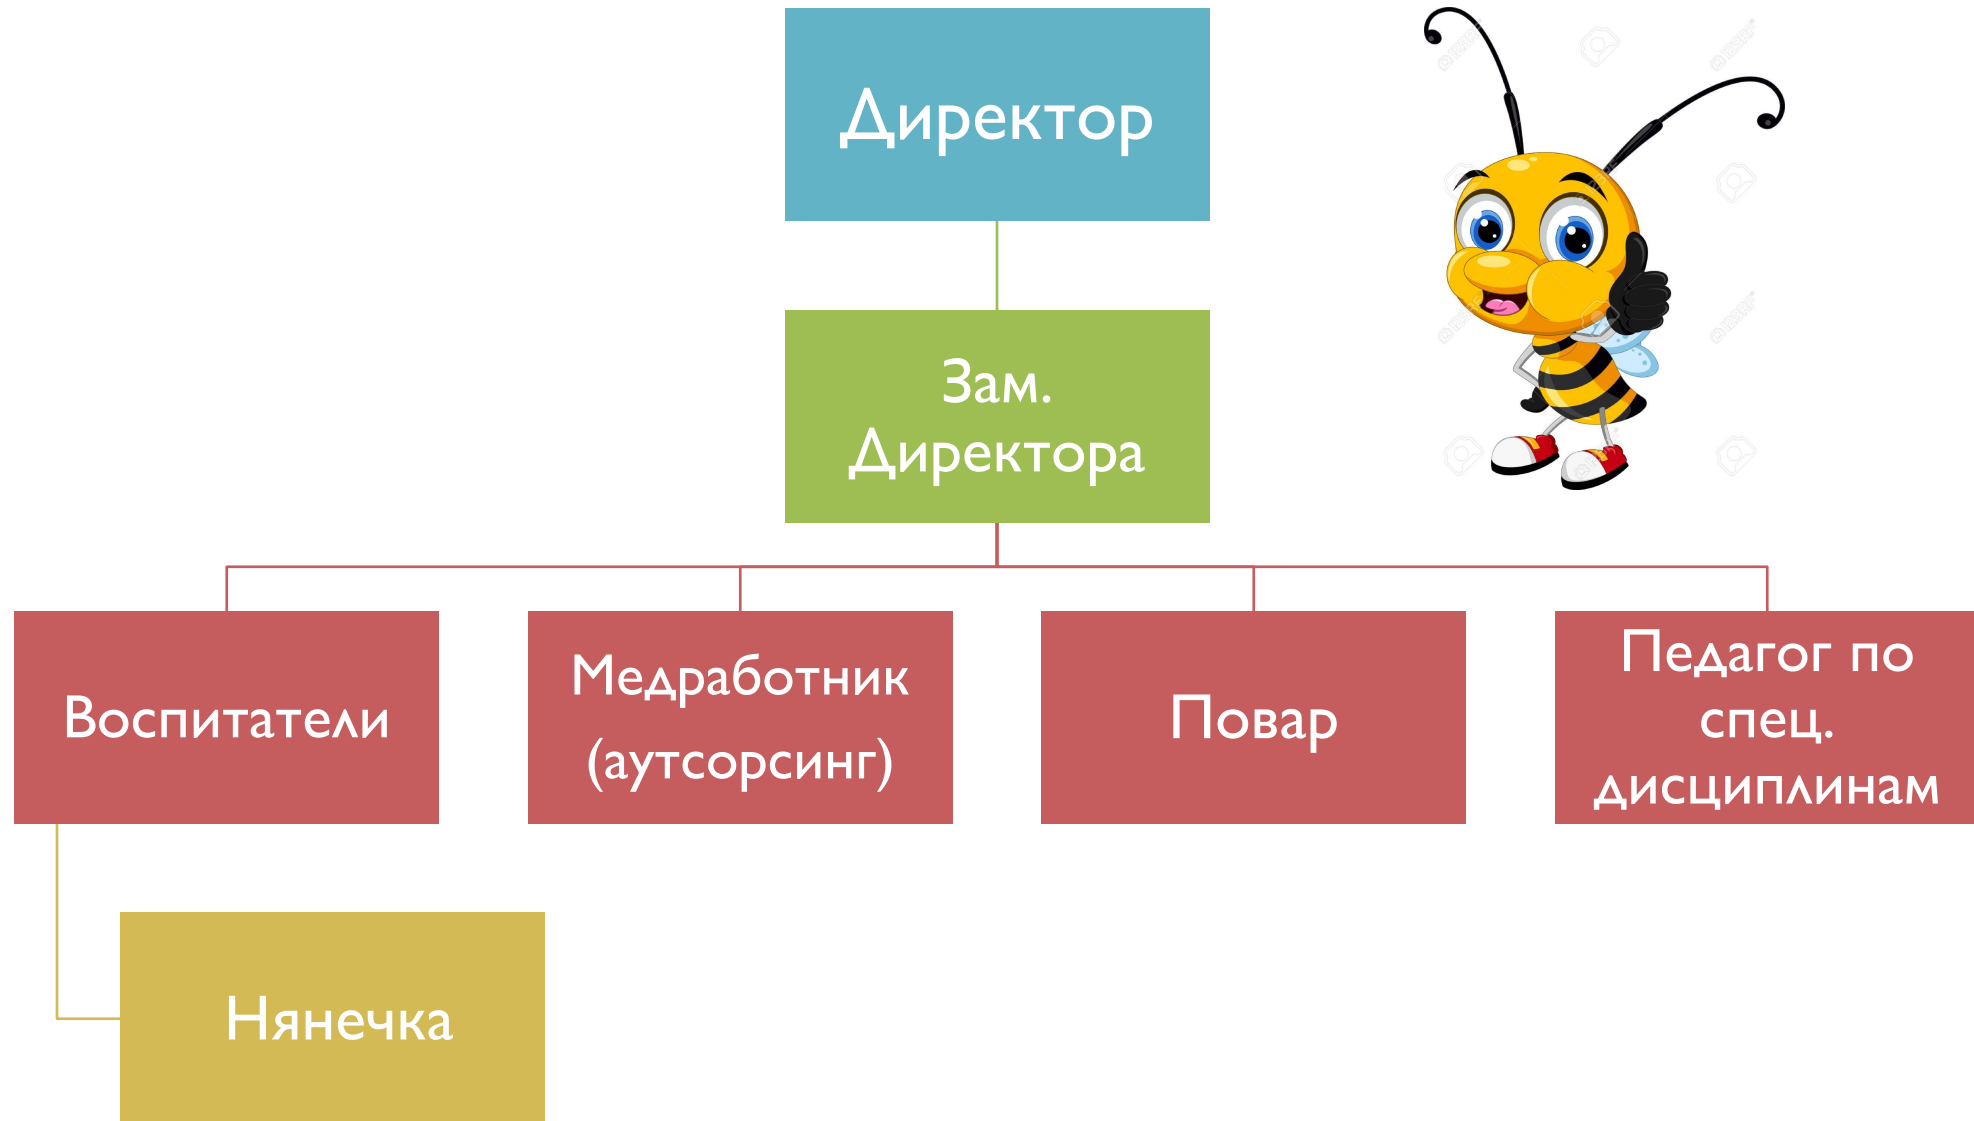 Директор
Зам.
Директора
Воспитатели
Медработник
(аутсорсинг)
Повар
Педагог по
спец.
дисциплинам
Нянечка